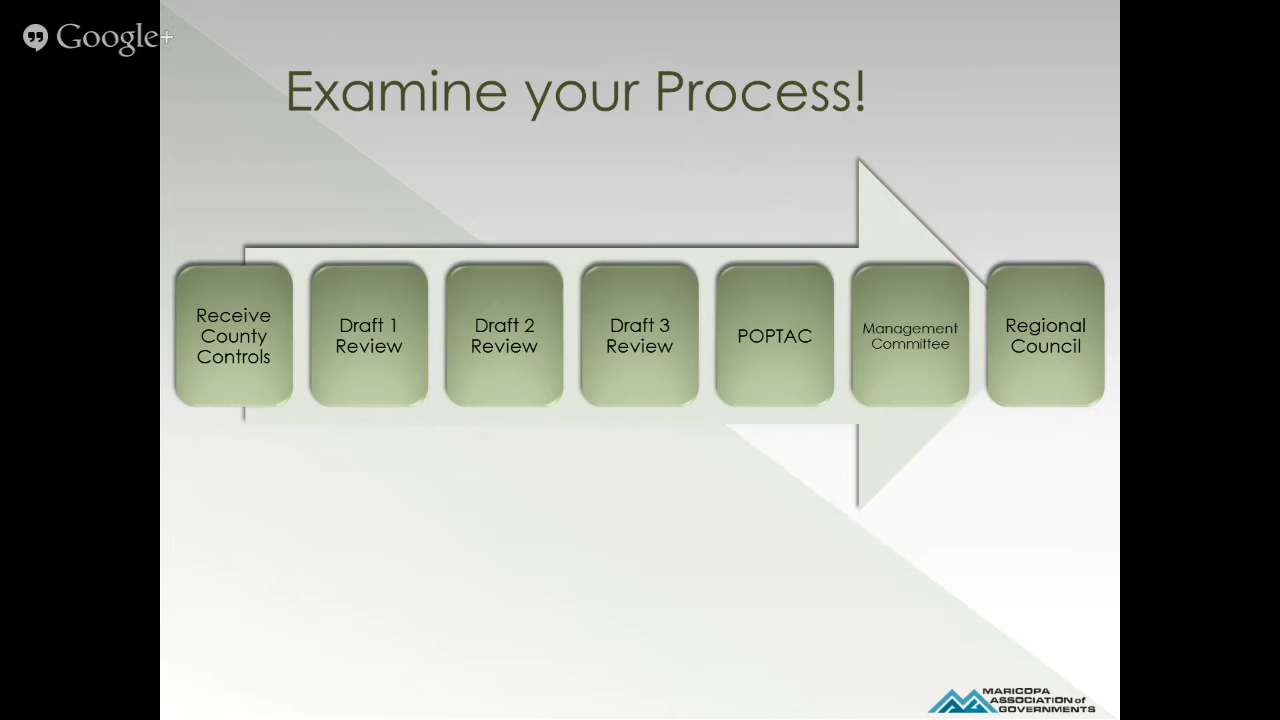 Google+
Examine your Process!
Receive
County
Controls
Draft 1
Review
Draft 2
Review
Draft 3
Review
POPTAC
Management
Committee
Regional
Council
MARICOPA
ASSOCIATION of
GOVERNMENTS